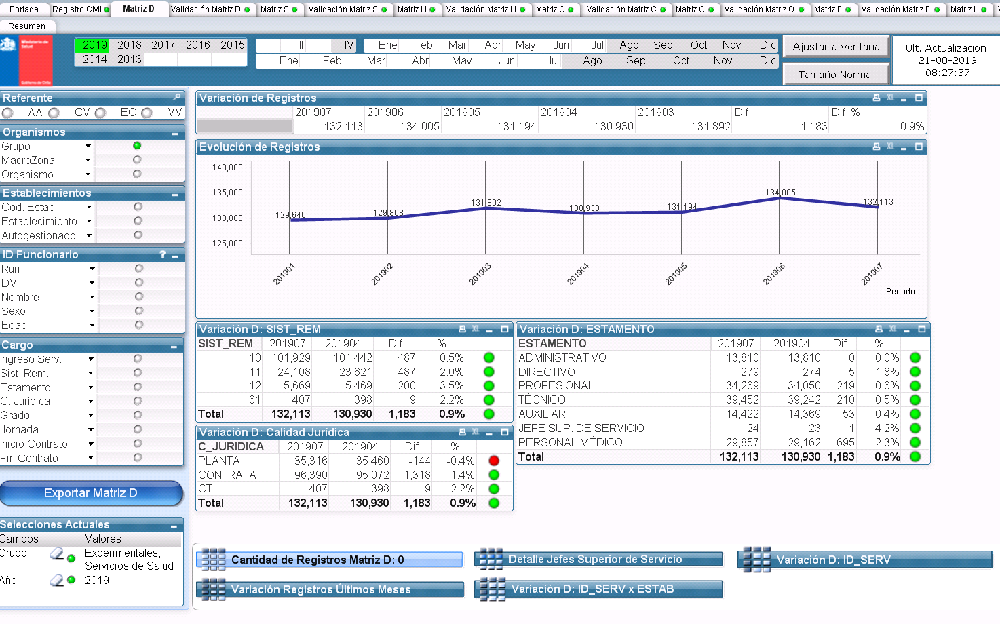 Portada Registro Civil Matriz D Validación Matriz D Matriz S Validación Matriz S Matriz H Validación Matriz H Matriz C Validación Matriz C Matriz O Validación Matriz O Matriz F Validación Matriz F Matriz L
Resumen
Ministerio de
Salud
Gobierno de Chile
2019 2018 2017 2016 2015
2014 2013
I II III IV Ene Feb Mar Abr May Jun Jul Ago Sep Oct Nov Dic
Ene Feb Mar Abr May Jun Jul Ago Sep Oct Nov Dic
Ajustar a Ventana
Tamaño Normal
Ult. Actualización:
21-08-2019
08:27:37
Referente
AA CV EC VV
Organismos
Grupo
MacroZonal
Organismo
Establecimientos
Cod. Estab
Establecimiento
Autogestionado
ID Funcionario ?
Run
DV
Nombre
Sexo
Edad
Cargo
Ingreso Serv.
Sist. Rem.
Estamento
C. Jurídica
Grado
Jornada
Inicio Contrato
Fin Contrato
Exportar Matriz D
Selecciones Actuales
Campos Valores
Grupo Experimentales,
Servicios de Salud
Año 2019
Variación de Registros XL
201907 201906 201905 201904 201903 Dif. Dif. %
132.113 134.005 131.194 130.930 131.892 1.183 0,9%
Evolución de Registros XL
140,000
135,000
130,000
125,000
129,640 129,868 131,892 130,930 131,194 134,005 132,113
201901 201902 201903 201904 201905 201906 201907
Periodo
Variación D: SIST_REM XL
SIST_REM 201907 201904 Dif %
10 101,929 101,442 487 0.5%
11 24,108 23,621 487 2.0%
12 5,669 5,469 200 3.5%
61 407 398 9 2.2%
Total 132,113 130,930 1,183 0.9%
Variación D: Calidad Jurídica XL
C_JURIDICA 201907 201904 Dif %
PLANTA 35,316 35,460 -144 -0.4%
CONTRATA 96,390 95,072 1,318 1.4%
CT 407 398 9 2.2%
Total 132,113 130,930 1,183 0.9%
Variación D: ESTAMENTO XL
ESTAMENTO 201907 201904 Dif %
ADMINISTRATIVO 13,810 13,810 0 0.0%
DIRECTIVO 279 274 5 1.8%
PROFESIONAL 34,269 34,050 219 0.6%
TÉCNICO 39,452 39,242 210 0.5%
AUXILIAR 14,422 14,369 53 0.4%
JEFE SUP. DE SERVICIO 24 23 1 4.2%
PERSONAL MÉDICO 29,857 29,162 695 2.3%
Total 132,113 130,930 1,183 0.9%
Cantidad de Registros Matriz D: 0
Detalle Jefes Superior de Servicio
Variación D: ID_SERV
Variación Registros Últimos Meses
Variación D: ID_SERV x ESTAB